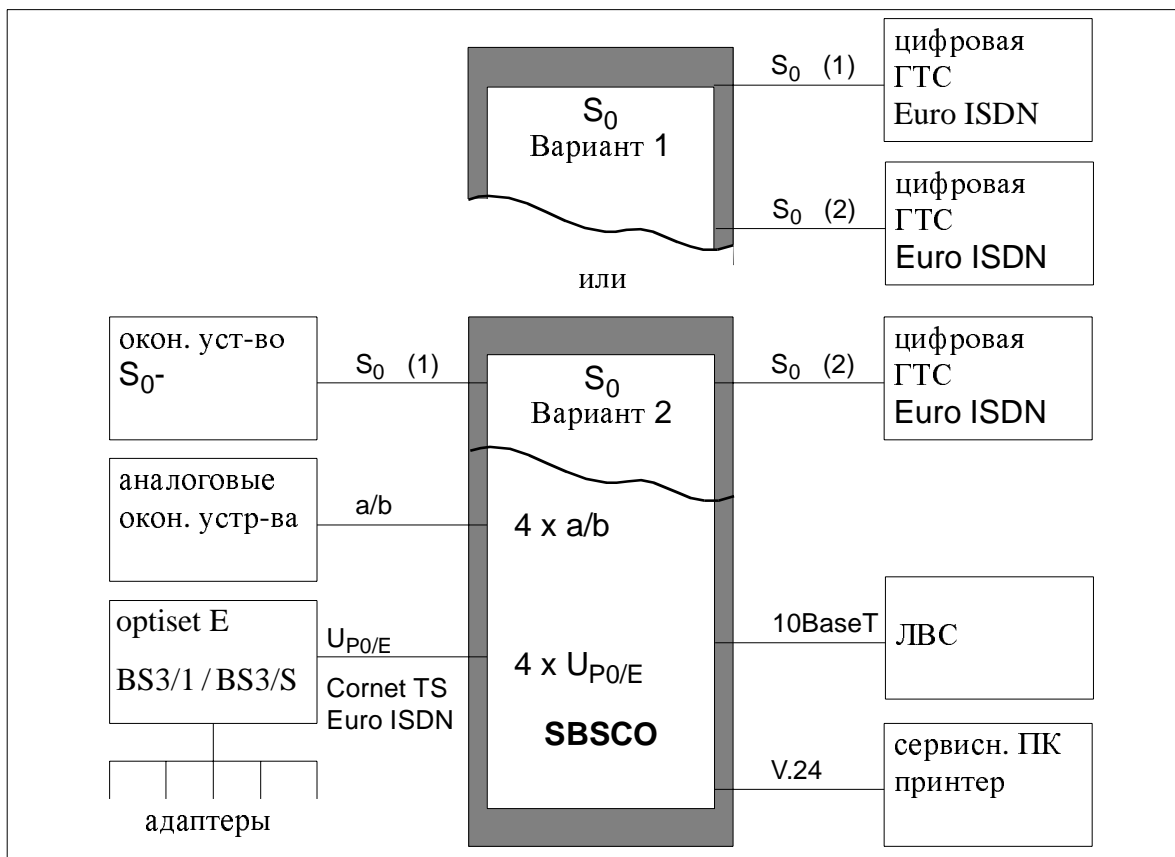 S0 (1)
цифровая
ГТС
Euro ISDN
S0
Вариант 1
S0 (2)
цифровая
ГТС
Euro ISDN
или
окон. уст-во
S0-
S0 (1)
S0
Вариант 2
S0 (2)
цифровая
ГТС
Euro ISDN
аналоговые
окон. устр-ва
a/b
4 x a/b
optiset E
BS3/1 / BS3/S
UP0/E
Cornet TS
Euro ISDN
4 x UP0/E
SBSCO
10BaseT
ЛВС
V.24
сервисн. ПК
принтер
адаптеры